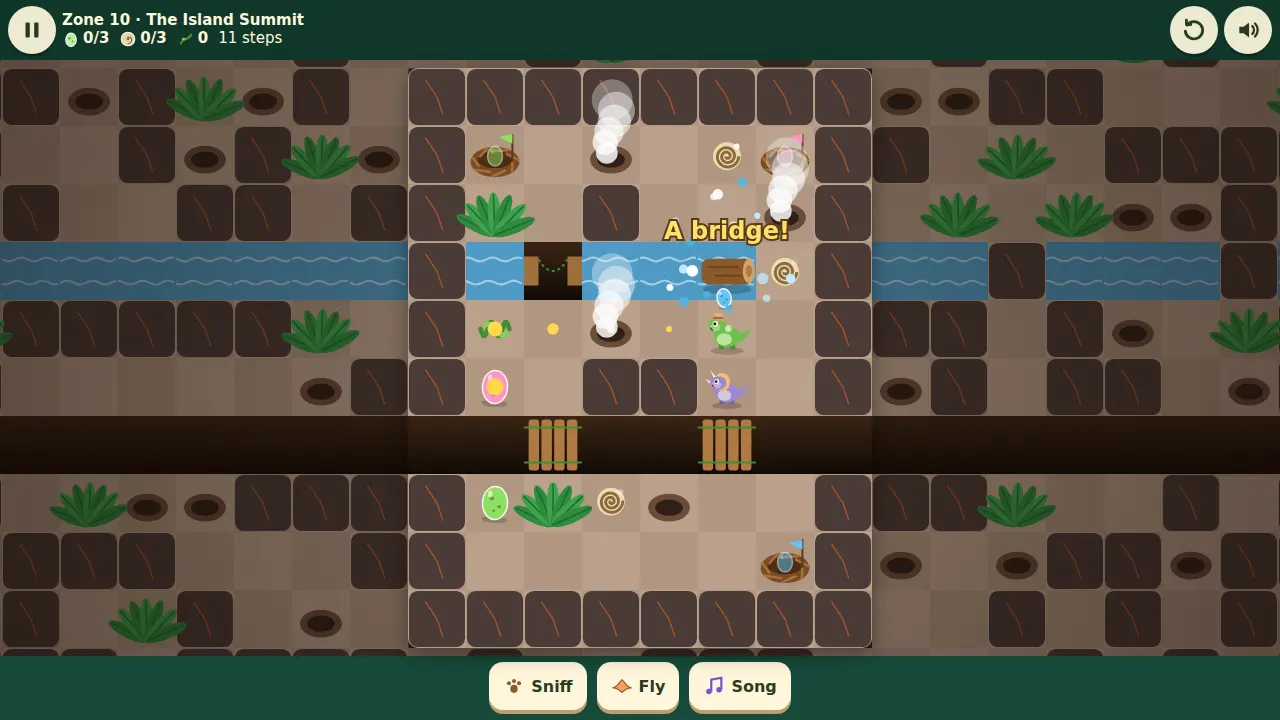 Zone 10 · The Island Summit
0/3 0/3 0 11 steps
A bridge!
Sniff
Fly
Song